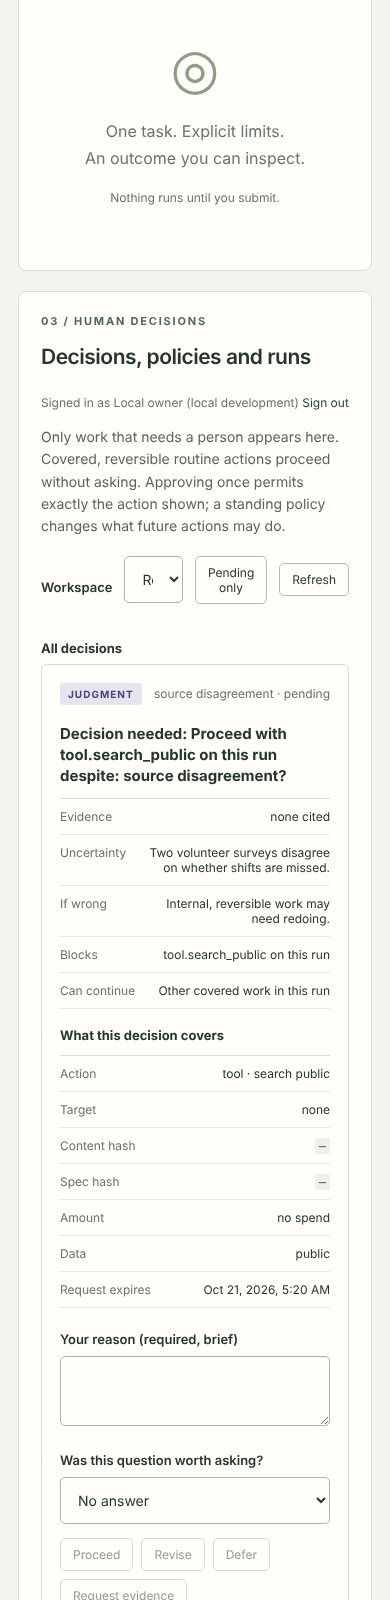 One task. Explicit limits.
An outcome you can inspect.
Nothing runs until you submit.
03 / HUMAN DECISIONS
Decisions, policies and runs
Signed in as Local owner (local development) Sign out
Only work that needs a person appears here.
Covered, reversible routine actions proceed
without asking. Approving once permits
exactly the action shown; a standing policy
changes what future actions may do.
Workspace
Pending
only
Refresh
All decisions
JUDGMENT source disagreement · pending
Decision needed: Proceed with
tool.search_public on this run
despite: source disagreement?
Evidence none cited
Uncertainty Two volunteer surveys disagree
on whether shifts are missed.
If wrong Internal, reversible work may
need redoing.
Blocks tool.search_public on this run
Can continue Other covered work in this run
What this decision covers
Action tool · search public
Target none
Content hash –
Spec hash –
Amount no spend
Data public
Request expires Oct 21, 2026, 5:20 AM
Your reason (required, brief)
Was this question worth asking?
No answer
Proceed Revise Defer
Request evidence